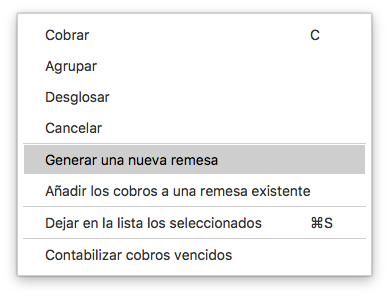 Cobrar C
Agrupar
Desglosar
Cancelar
Generar una nueva remesa
Añadir los cobros a una remesa existente
Dejar en la lista los seleccionados ⌘S
Contabilizar cobros vencidos